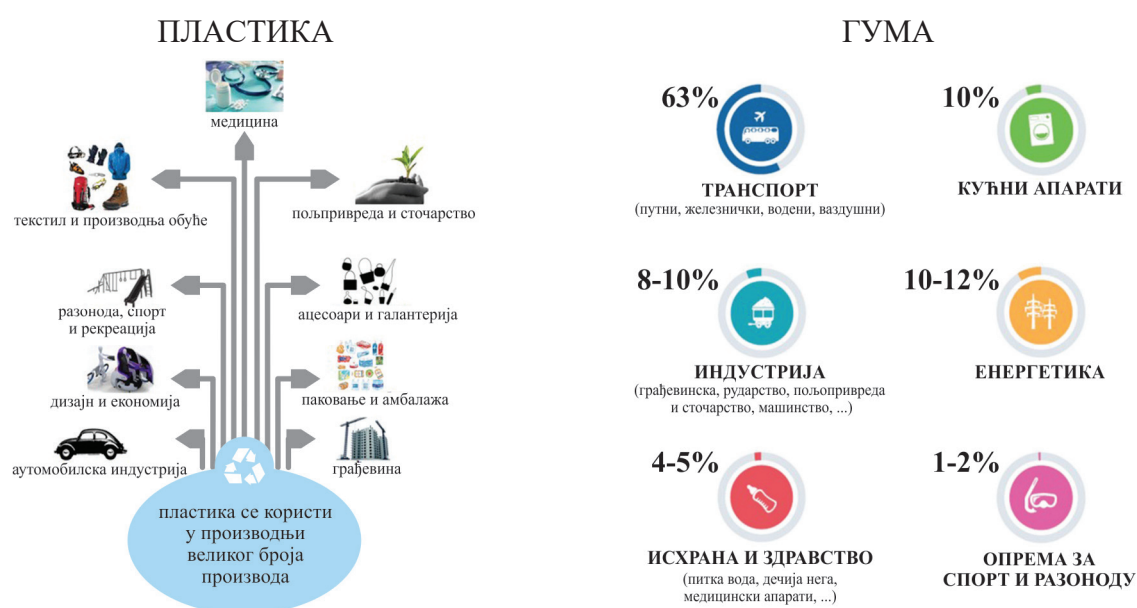 ПЛАСТИКА
медицина
текстил и производња обуће
пољпривреда и сточарство
разонода, спорт
и рекреација
ацесоари и галантерија
дизајн и економија
паковање и амбалажа
аутомобилска индустрија
грађевина
пластика се користи
у производњи
великог броја
производа
ГУМА
63%
ТРАНСПОРТ
(путни, железнички, водени, ваздушни)
10%
КУЋНИ АПАРАТИ
8-10%
ИНДУСТРИЈА
(грађевинска, рударство, пољопривреда
и сточарство, машинство, ...)
10-12%
ЕНЕРГЕТИКА
4-5%
ИСХРАНА И ЗДРАВСТВО
(питка вода, дечија нега,
медицински апарати, ...)
1-2%
ОПРЕМА ЗА
СПОРТ И РАЗОНОДУ